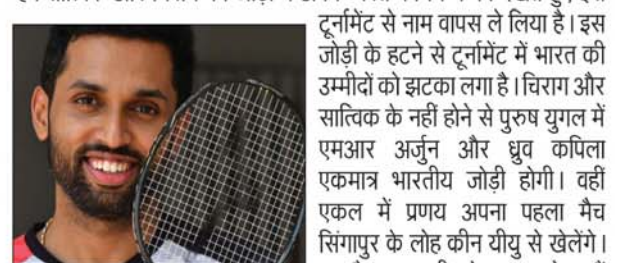 टूर्नामेंट से नाम वापस ले लिया है। इस
जोड़ी के हटने से टूर्नामेंट में भारत की
उम्मीदों को झटका लगा है।चिराग और
सात्विक के नहीं होने से पुरुष युगल में
एमआर अर्जुन और ध्रुव कपिला
एकमात्र भारतीय जोड़ी होगी। वहीं
एकल में प्रणय अपना पहला मैच
सिंगापुर के लोह कीन यीयु से खेलेंगे।